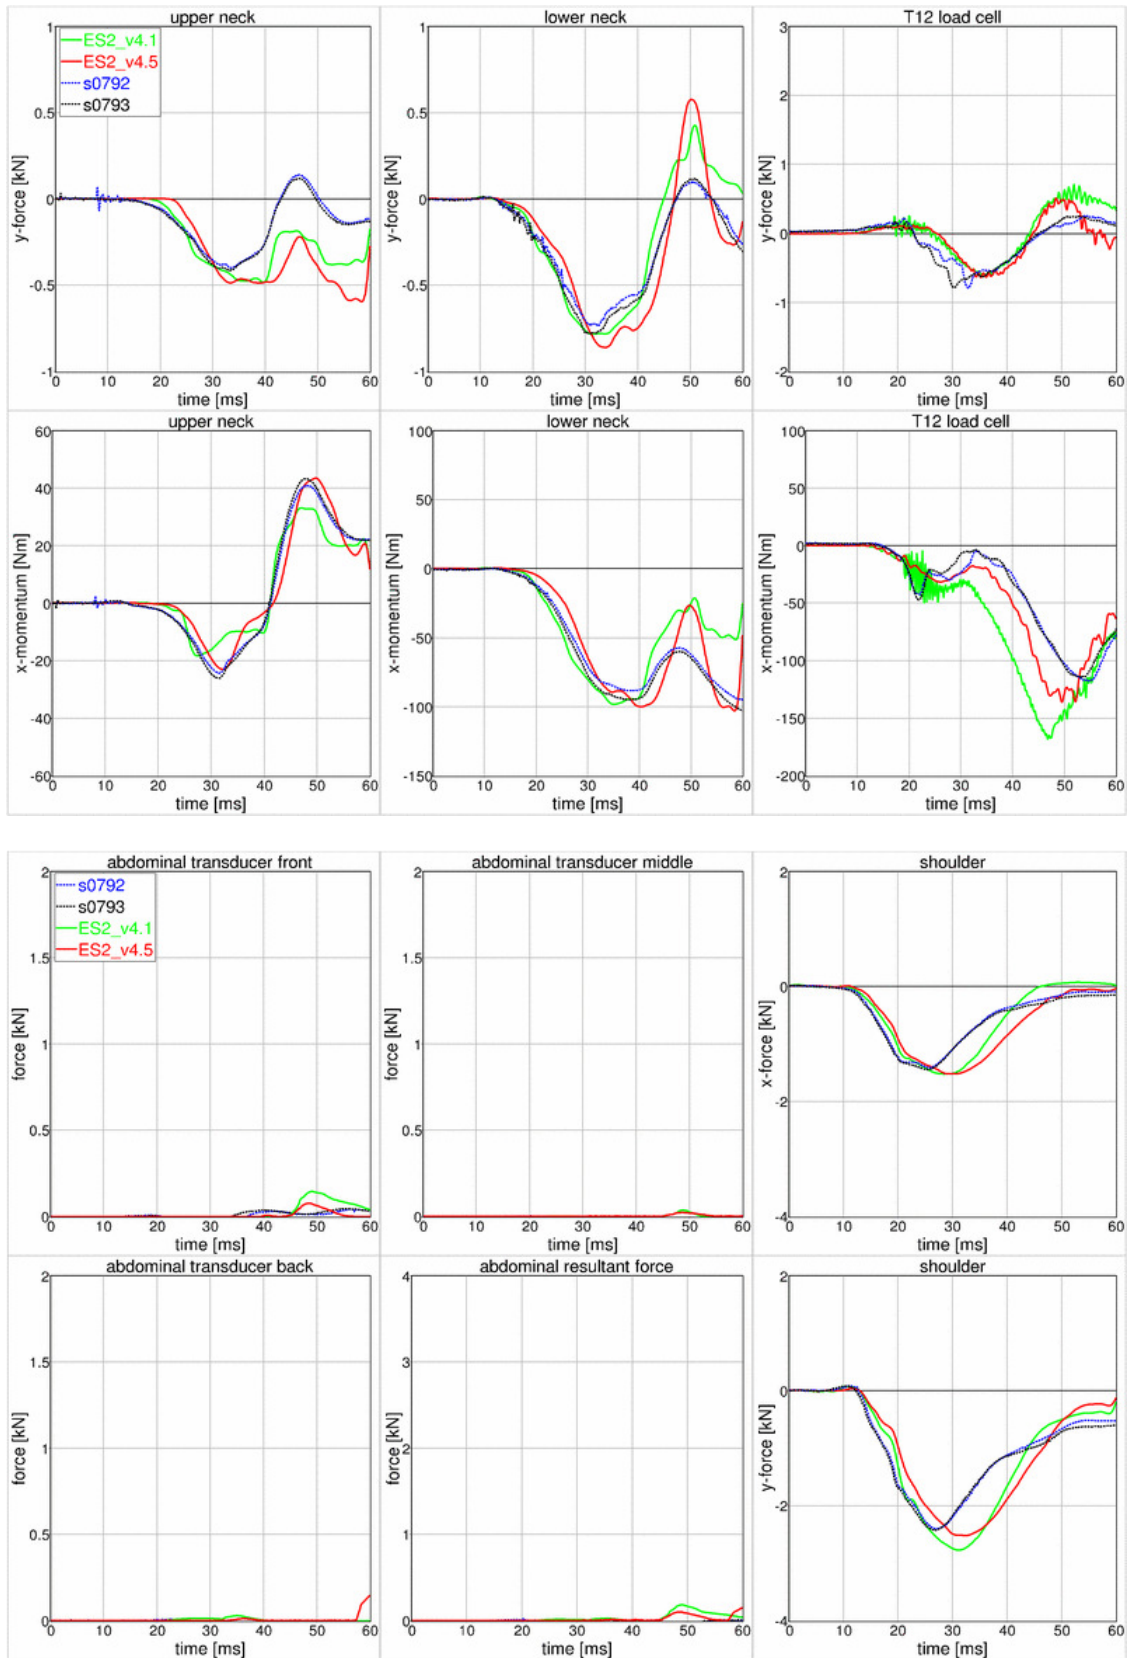 upper neck
lower neck
T12 load cell
1
0.5
0
-0.5
-1
y-force [kN]
ES2_v4.1
ES2_v4.5
s0792
s0793
0 10 20 30 40 50 60
time [ms]
1
0.5
0
-0.5
-1
y-force [kN]
0 10 20 30 40 50 60
time [ms]
3
2
1
0
-1
-2
y-force [kN]
0 10 20 30 40 50 60
time [ms]
upper neck
lower neck
T12 load cell
60
40
20
0
-20
-40
-60
x-momentum [Nm]
0 10 20 30 40 50 60
time [ms]
100
50
0
-50
-100
-150
x-momentum [Nm]
0 10 20 30 40 50 60
time [ms]
100
50
0
-50
-100
-150
-200
x-momentum [Nm]
0 10 20 30 40 50 60
time [ms]
abdominal transducer front
abdominal transducer middle
shoulder
2
1.5
1
0.5
0
force [kN]
s0792
s0793
ES2_v4.1
ES2_v4.5
0 10 20 30 40 50 60
time [ms]
2
1.5
1
0.5
0
force [kN]
0 10 20 30 40 50 60
time [ms]
2
0
-2
-4
x-force [kN]
0 10 20 30 40 50 60
time [ms]
abdominal transducer back
abdominal resultant force
shoulder
2
1.5
1
0.5
0
force [kN]
0 10 20 30 40 50 60
time [ms]
4
3
2
1
0
force [kN]
0 10 20 30 40 50 60
time [ms]
2
0
-2
-4
y-force [kN]
0 10 20 30 40 50 60
time [ms]